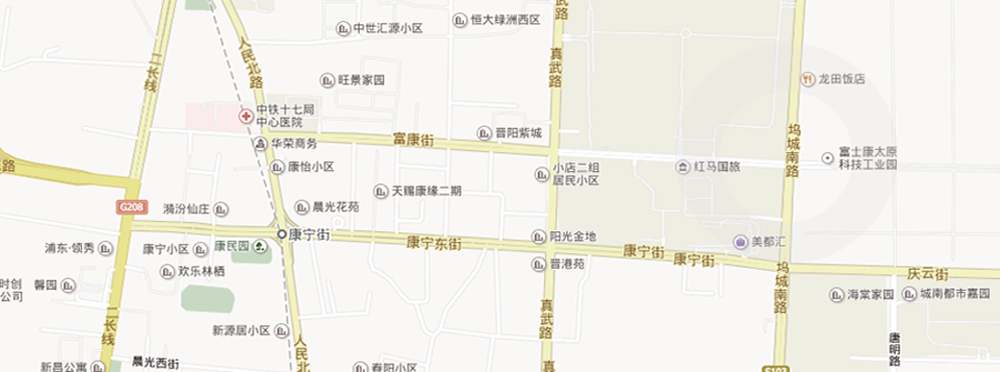 恒大绿洲西区
中世汇源小区
武路
二长线
人民北路
旺景家园
真武路
龙田饭店
中铁十七局
中心医院
华荣商务
富康街
晋阳紫城
坞城南路
富士康太原
科技工业园
康怡小区
小店二组
居民小区
红马国旅
路
天赐康缘二期
G208
漪汾仙庄
晨光花苑
浦东·领秀
康宁小区
康民园
康宁街
康宁东街
阳光金地
康宁街
康宁街
美都汇
欢乐林栖
晋港苑
坞城南路
庆云街
时创
公司
馨园
海棠家园
城南都市嘉园
二长线
新源居小区
人民北
真武路
唐明路
新昌公寓
晨光西街
春阳小区
S103